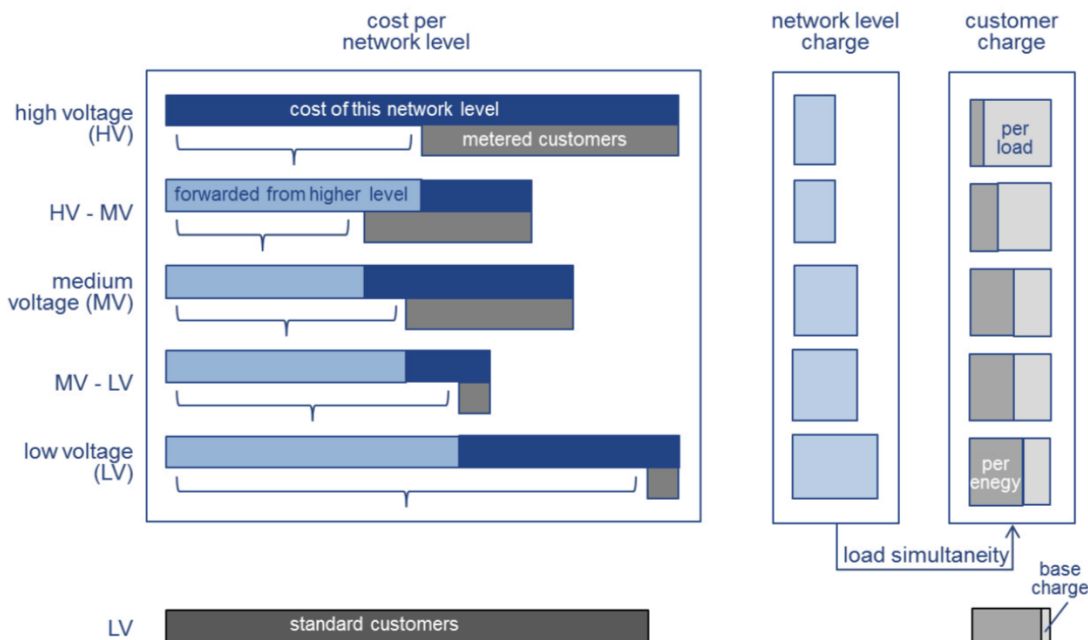 cost per
network level
network level
charge
customer
charge
high voltage
(HV)
cost of this network level
metered customers
per
load
HV - MV
forwarded from higher level
medium
voltage (MV)
MV - LV
low voltage
(LV)
per
enegy
load simultaneity
base
charge
LV
standard customers